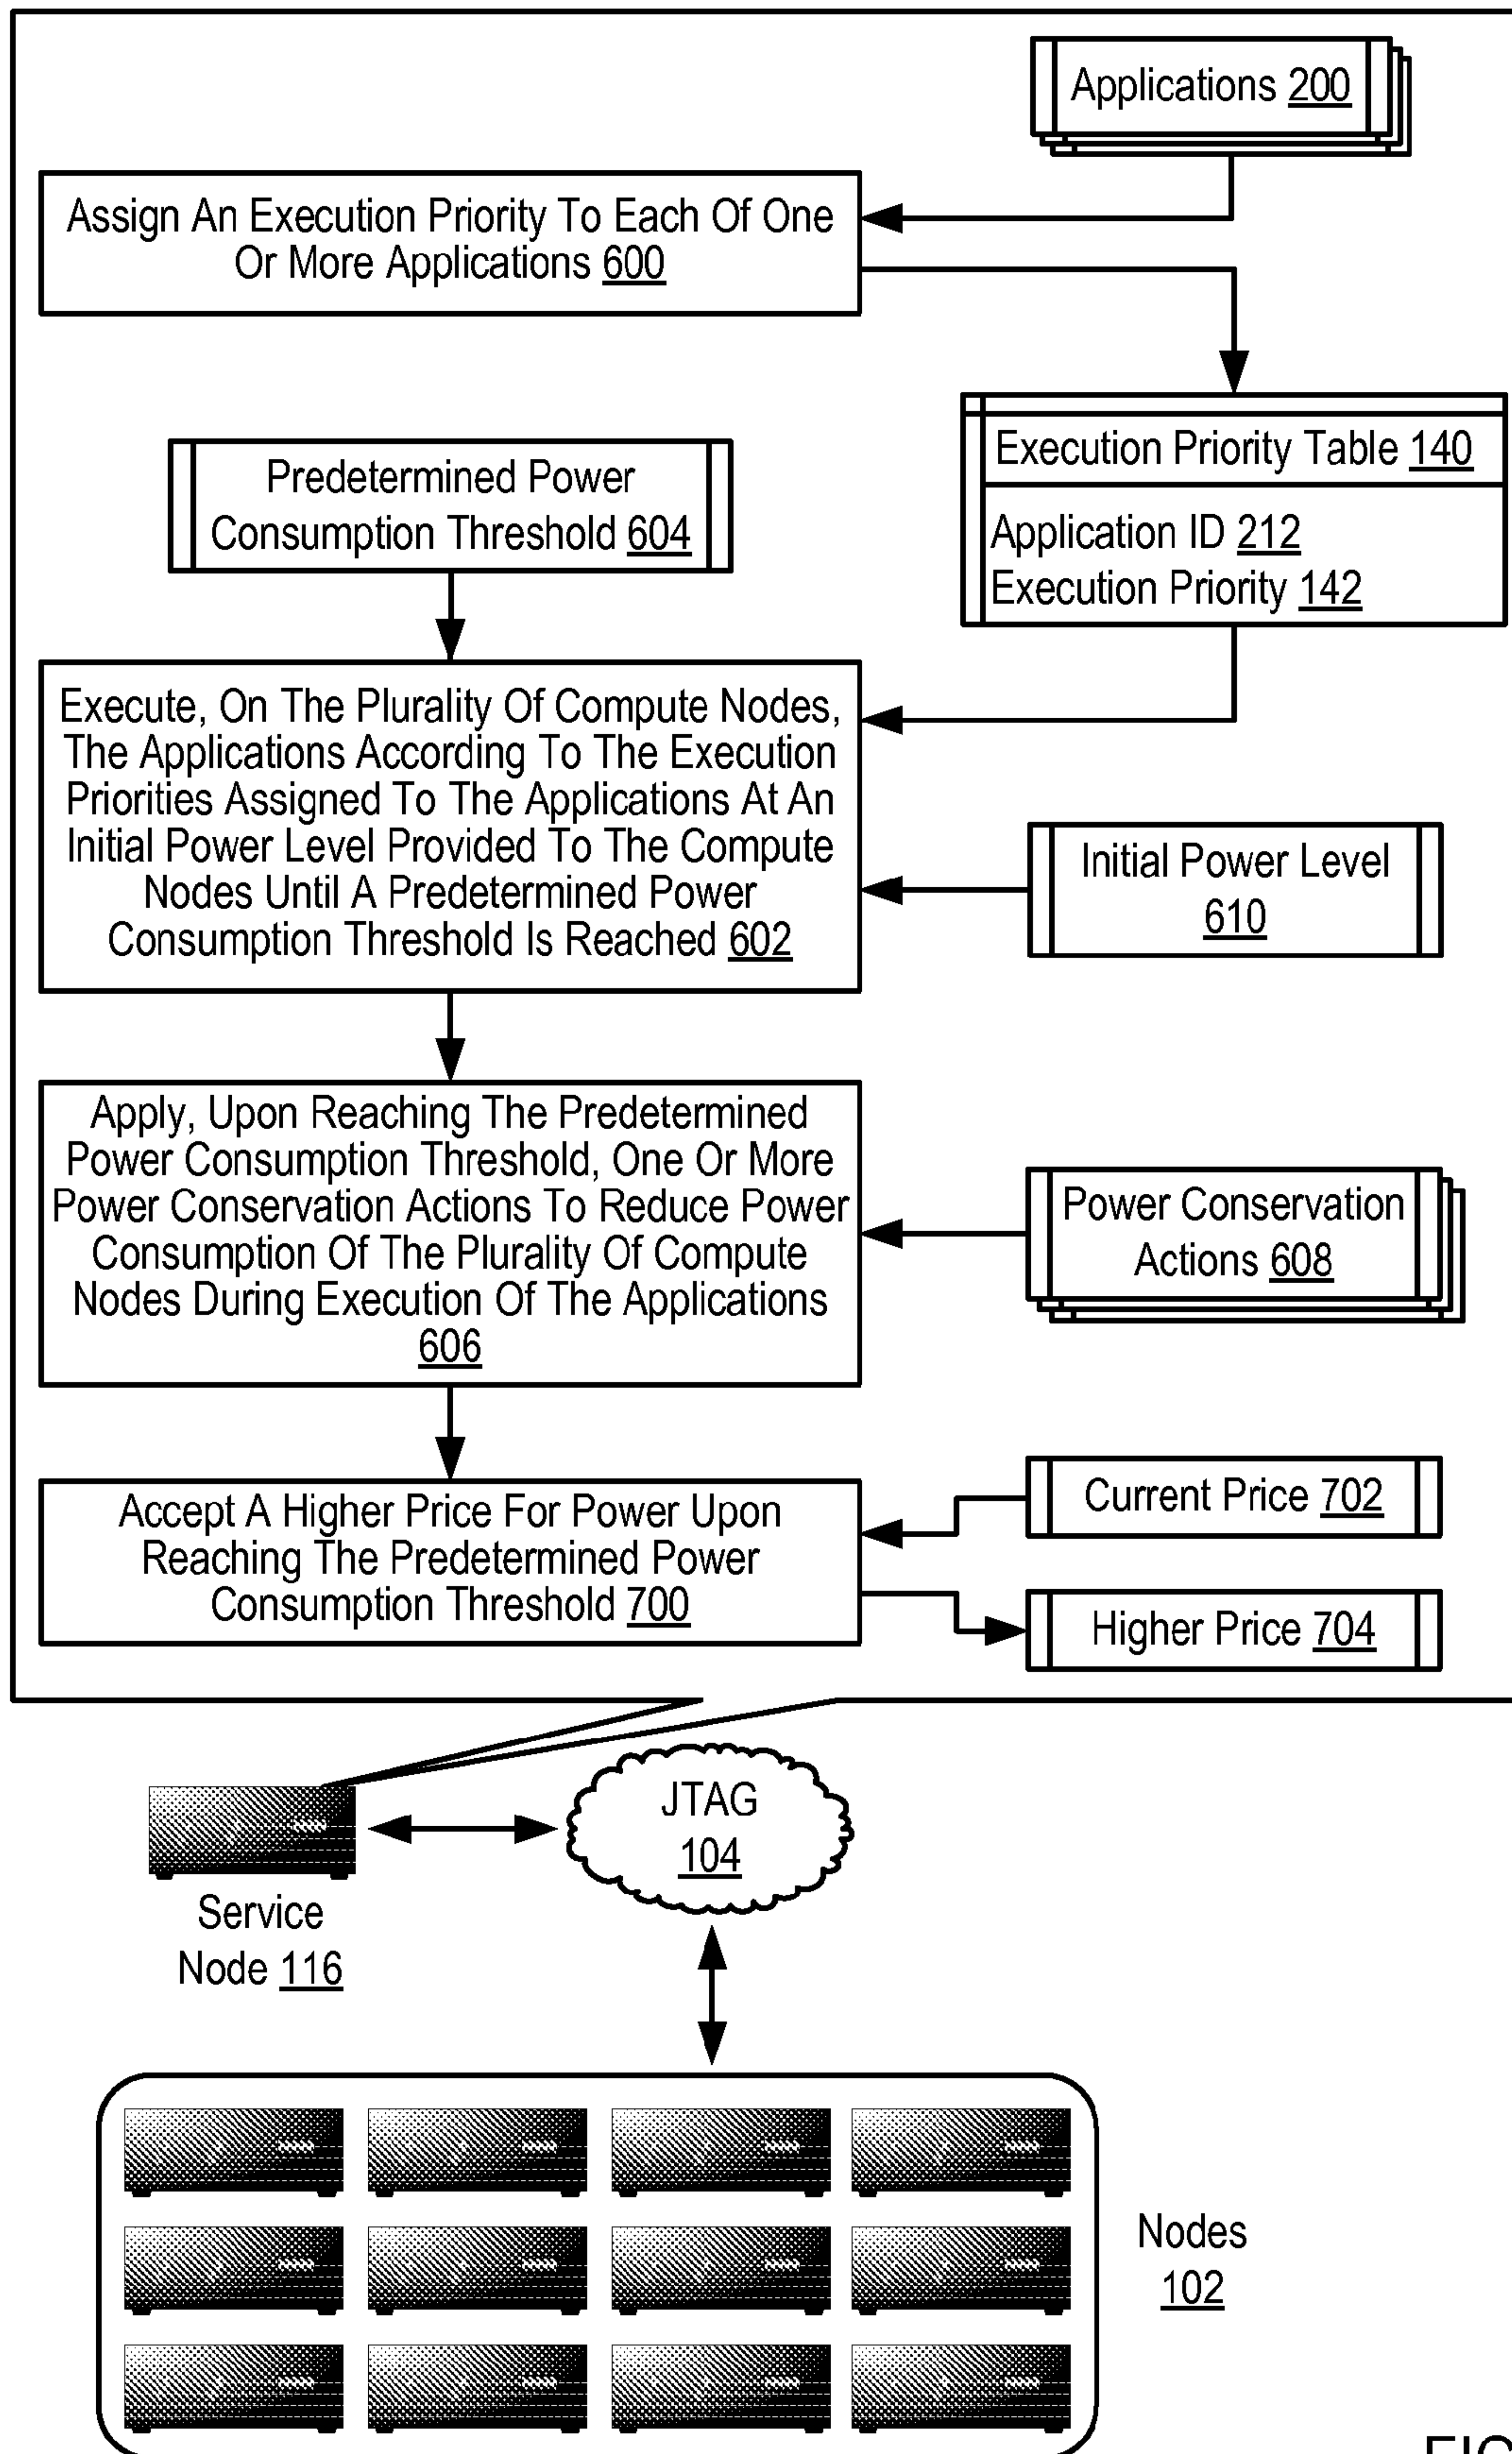 Applications 200
Assign An Execution Priority To Each Of One
Or More Applications 600
Execution Priority Table 140
Application ID 212
Execution Priority 142
Predetermined Power
Consumption Threshold 604
Execute, On The Plurality Of Compute Nodes,
The Applications According To The Execution
Priorities Assigned To The Applications At An
Initial Power Level Provided To The Compute
Nodes Until A Predetermined Power
Consumption Threshold Is Reached 602
Initial Power Level
610
Apply, Upon Reaching The Predetermined
Power Consumption Threshold, One Or More
Power Conservation Actions To Reduce Power
Consumption Of The Plurality Of Compute
Nodes During Execution Of The Applications
606
Power Conservation
Actions 608
Accept A Higher Price For Power Upon
Reaching The Predetermined Power
Consumption Threshold 700
Current Price 702
Higher Price 704
JTAG
104
Service
Node 116
Nodes
102